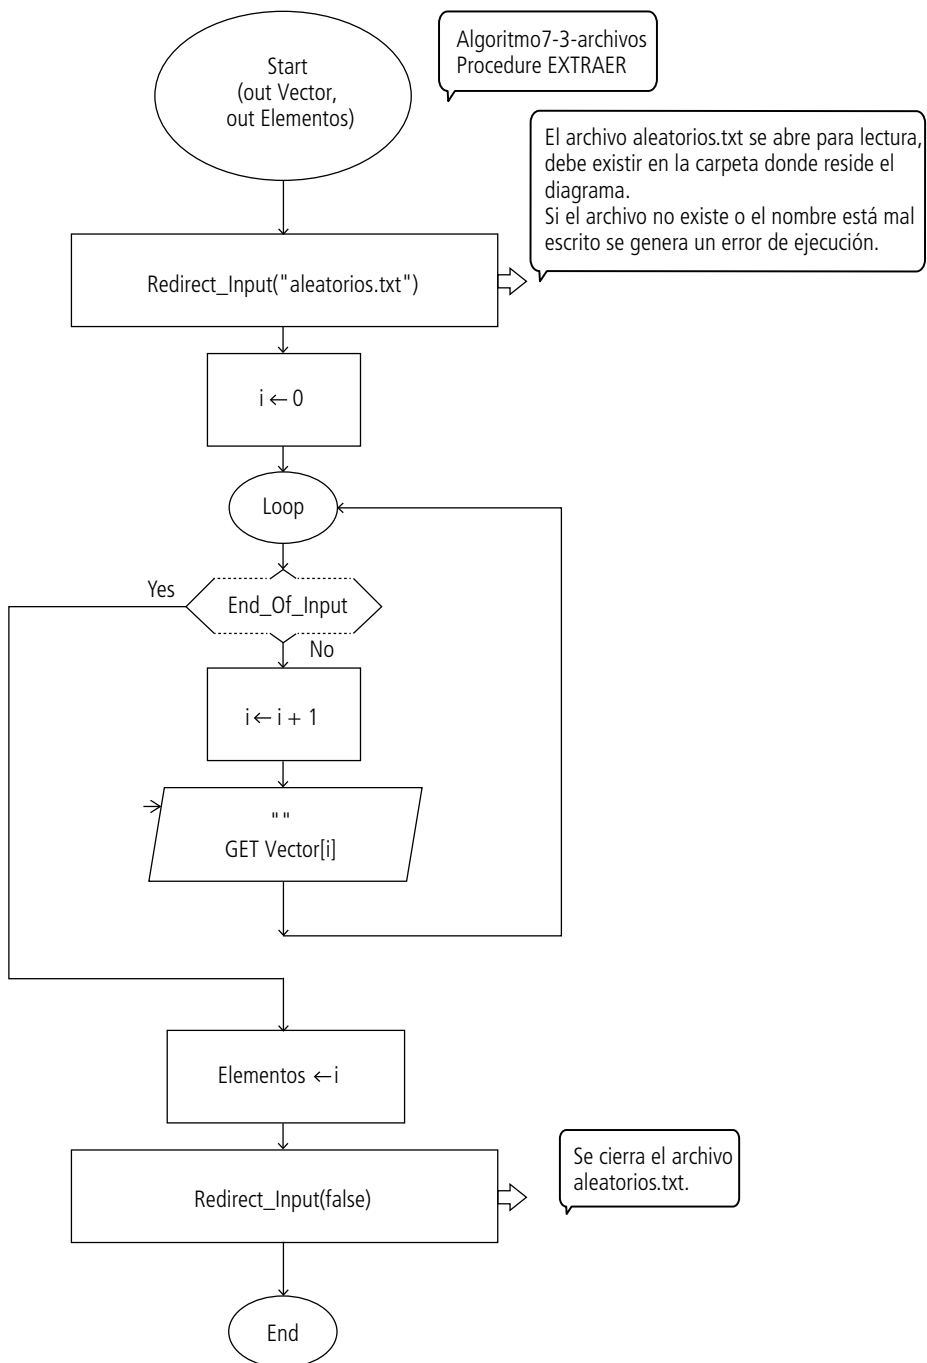 Start
(out Vector,
out Elementos)
Algoritmo7-3-archivos
Procedure EXTRAER
El archivo aleatorios.txt se abre para lectura,
debe existir en la carpeta donde reside el
diagrama.
Si el archivo no existe o el nombre está mal
escrito se genera un error de ejecución.
Redirect_Input("aleatorios.txt")
i ← 0
Loop
Yes
End_Of_Input
No
i ← i + 1
" "
GET Vector[i]
Elementos ← i
Redirect_Input(false)
Se cierra el archivo
aleatorios.txt.
End